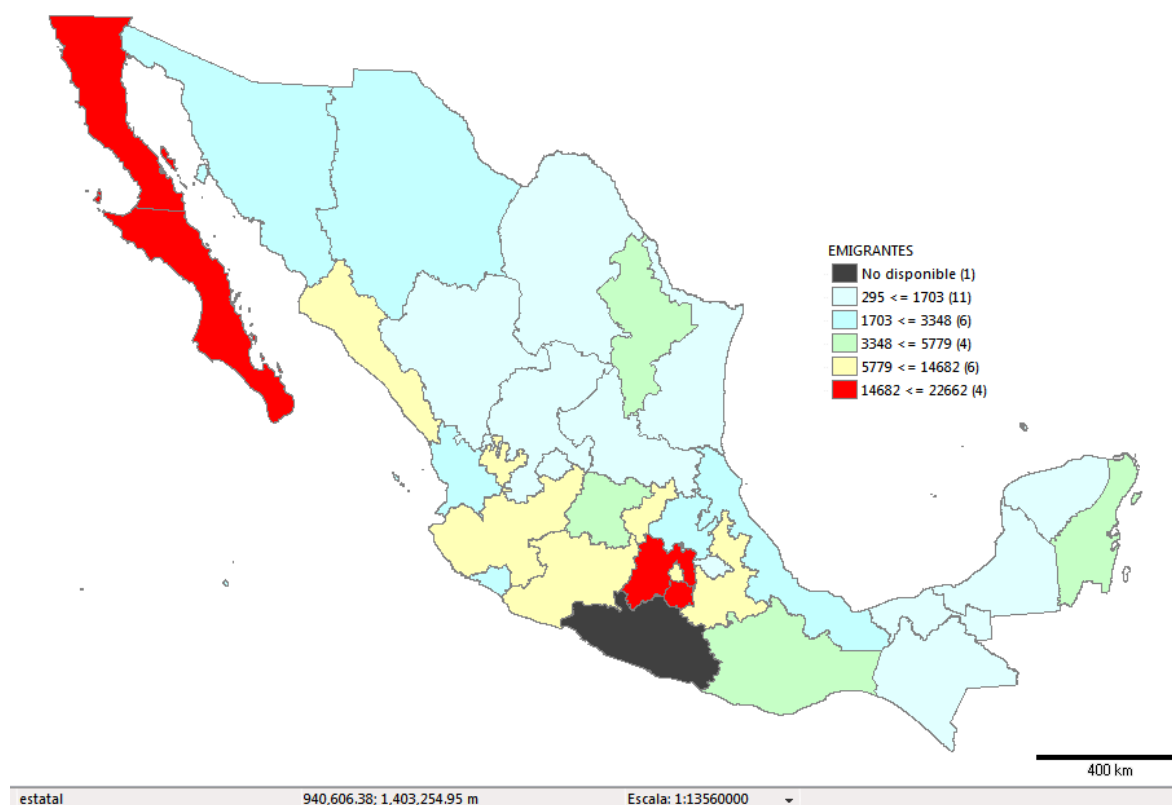 EMIGRANTES
No disponible (1)
295 <= 1703 (11)
1703 <= 3348 (6)
3348 <= 5779 (4)
5779 <= 14682 (6)
14682 <= 22662 (4)
400 km
estatal 940,606.38; 1,403,254.95 m Escala: 1:13560000